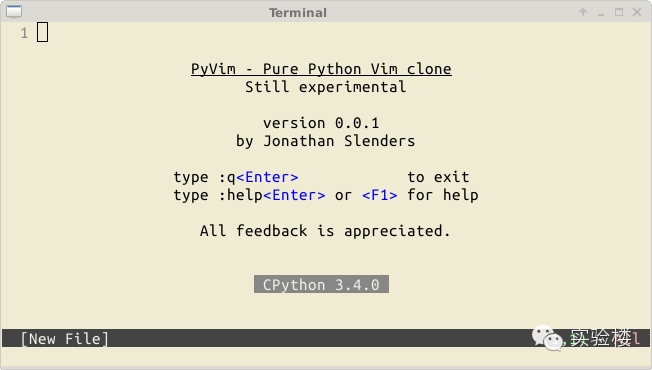 Terminal
1
PyVim - Pure Python Vim clone
Still experimental
version 0.0.1
by Jonathan Slenders
type :q<Enter> to exit
type :help<Enter> or <F1> for help
All feedback is appreciated.
CPython 3.4.0
[New File]
实验楼